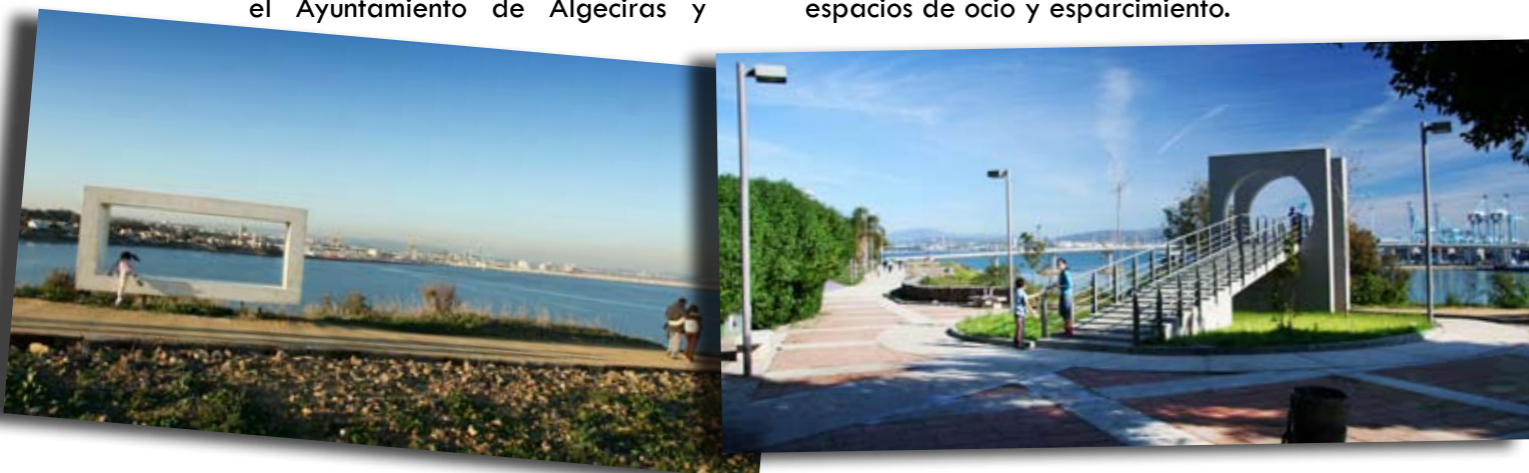 el Ayuntamiento de Algeciras y
espacios de ocio y esparcimiento.